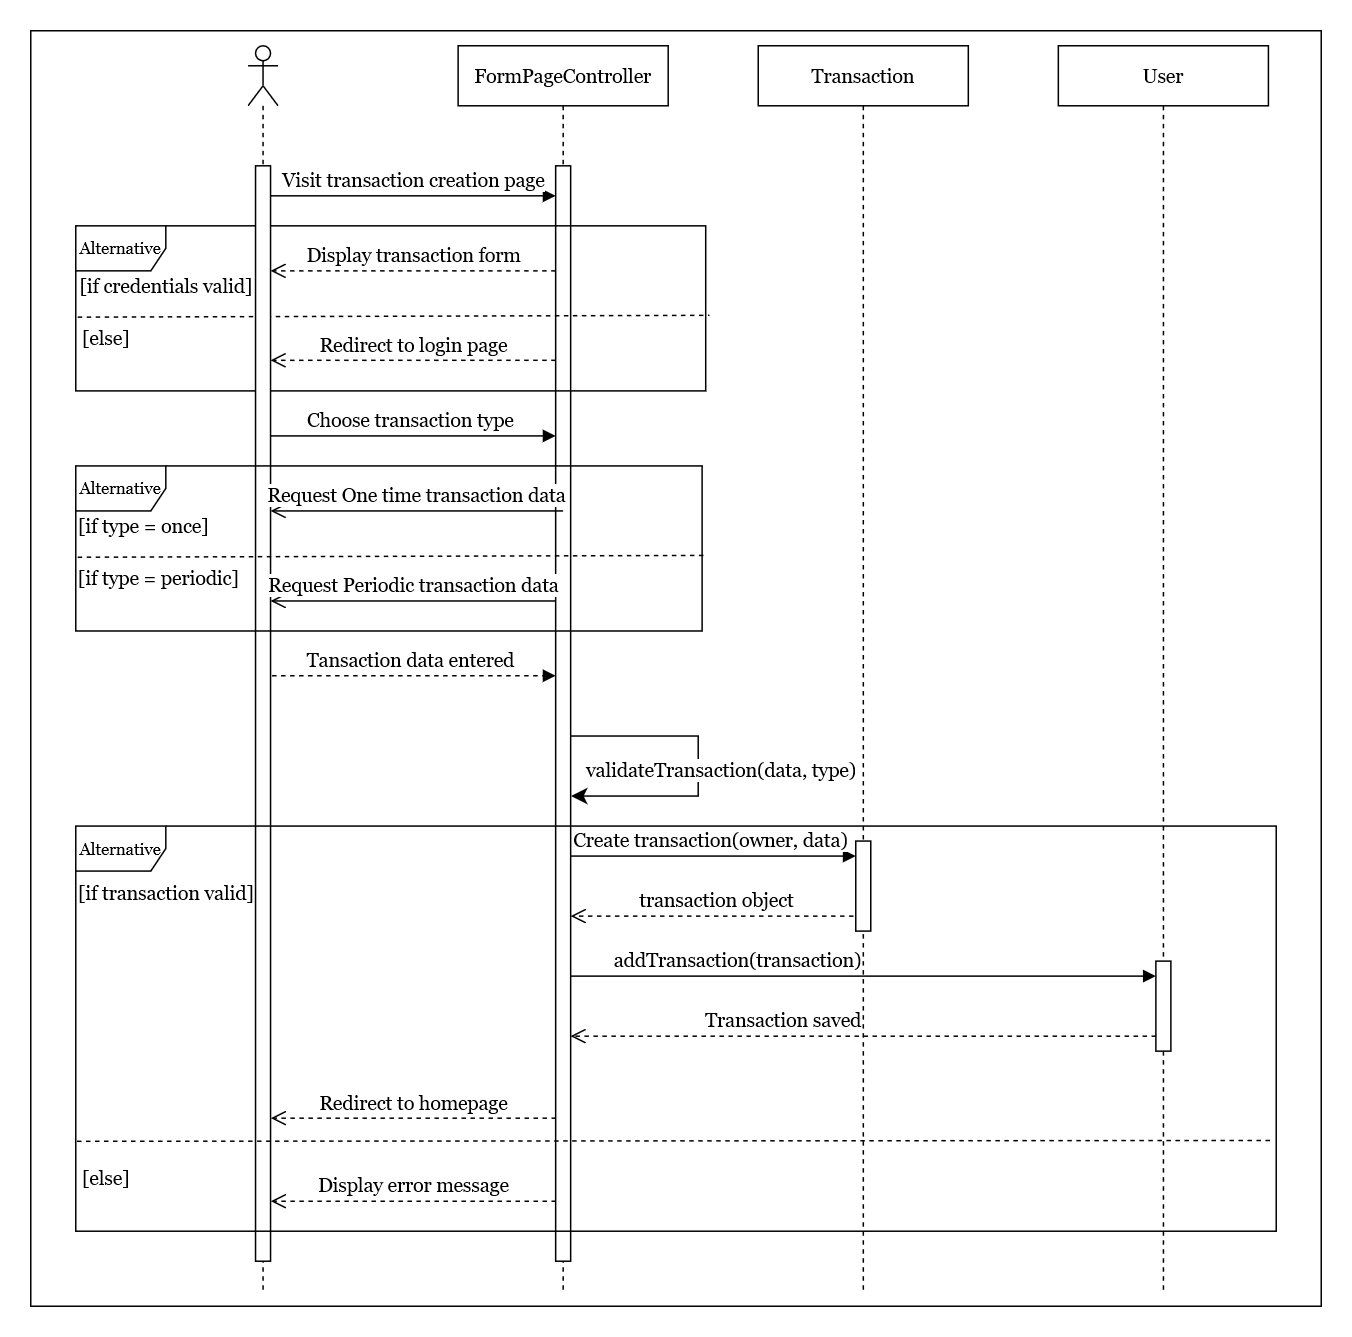 FormPageController
Transaction
User
Visit transaction creation page
Alternative
Display transaction form
[if credentials valid]
[else]
Redirect to login page
Choose transaction type
Alternative
Request One time transaction data
[if type = once]
[if type = periodic]
Request Periodic transaction data
Tansaction data entered
validateTransaction(data, type)
Alternative
Create transaction(owner, data)
[if transaction valid]
transaction object
addTransaction(transaction)
Transaction saved
Redirect to homepage
[else]
Display error message